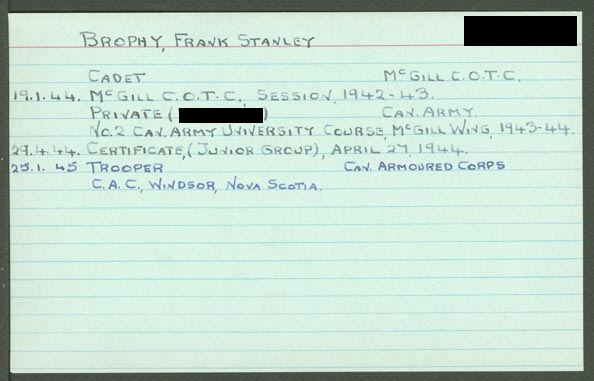 BROPHY, FRANK STANLEY
CADET McGILL C.O.T.C.
19.1.44. McGILL C.O.T.C., SESSION, 1942-43.
PRIVATE ( ) CAN. ARMY.
NO.2 CAN. ARMY UNIVERSITY COURSE, McGILL WING, 1943-44.
29.4.44. CERTIFICATE, (JUNIOR GROUP), APRIL 27, 1944.
25.1.45 TROOPER CAN. ARMOURED CORPS
C.A.C., WINDSOR, NOVA SCOTIA.